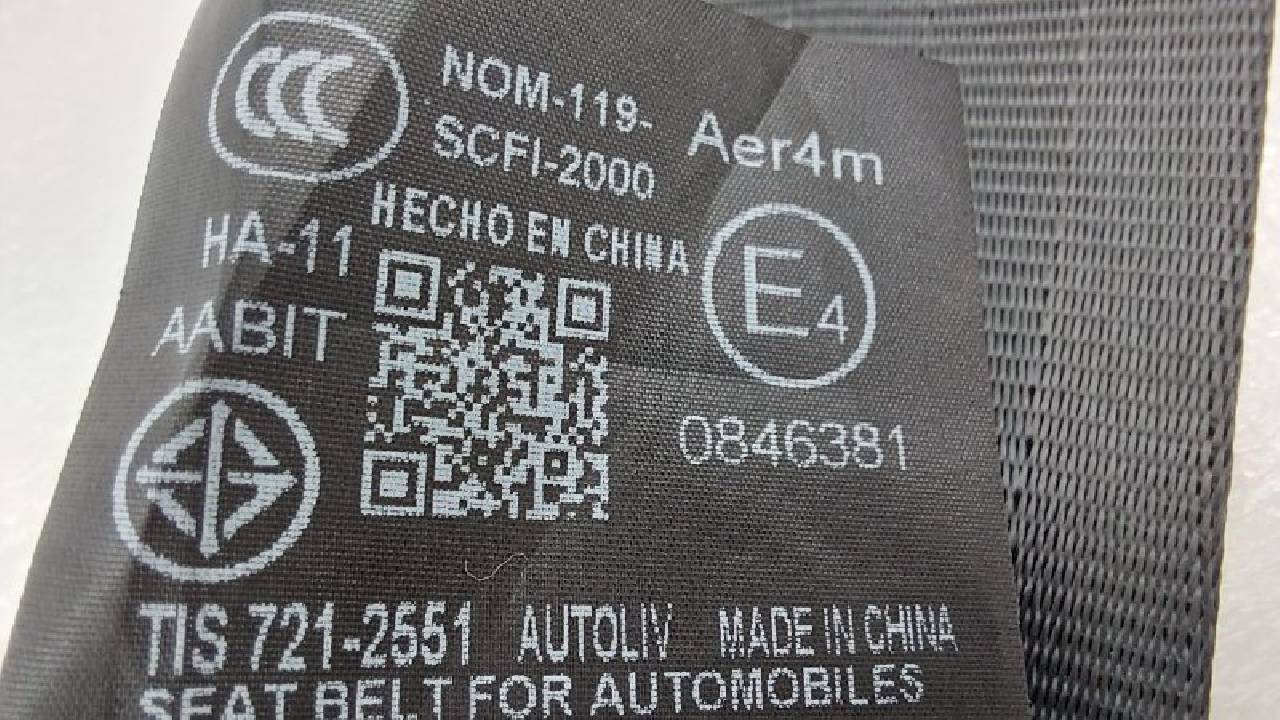 CCC
NOM-119-
SCFI-2000
Aer4m
HECHO EN CHINA
HA-11
AABIT
E4
0846381
TIS 721-2551 AUTOLIV MADE IN CHINA
SEAT BELT FOR AUTOMOBILES